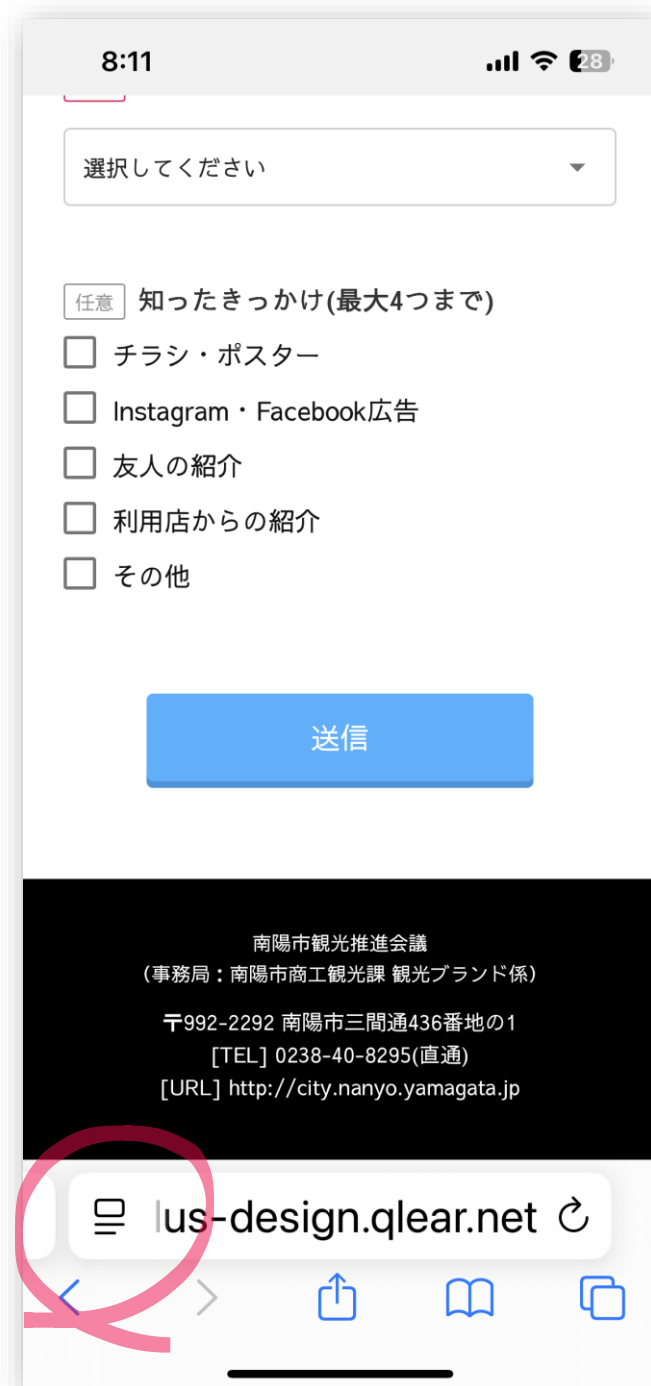 8:11
28
選択してください
任意 知ったきっかけ(最大4つまで)
チラシ・ポスター
Instagram・Facebook広告
友人の紹介
利用店からの紹介
その他
送信
南陽市観光推進会議
(事務局:南陽市商工観光課 観光ブランド係)
〒992-2292 南陽市三間通436番地の1
[TEL] 0238-40-8295(直通)
[URL] http://city.nanyo.yamagata.jp
lus-design.qlear.net